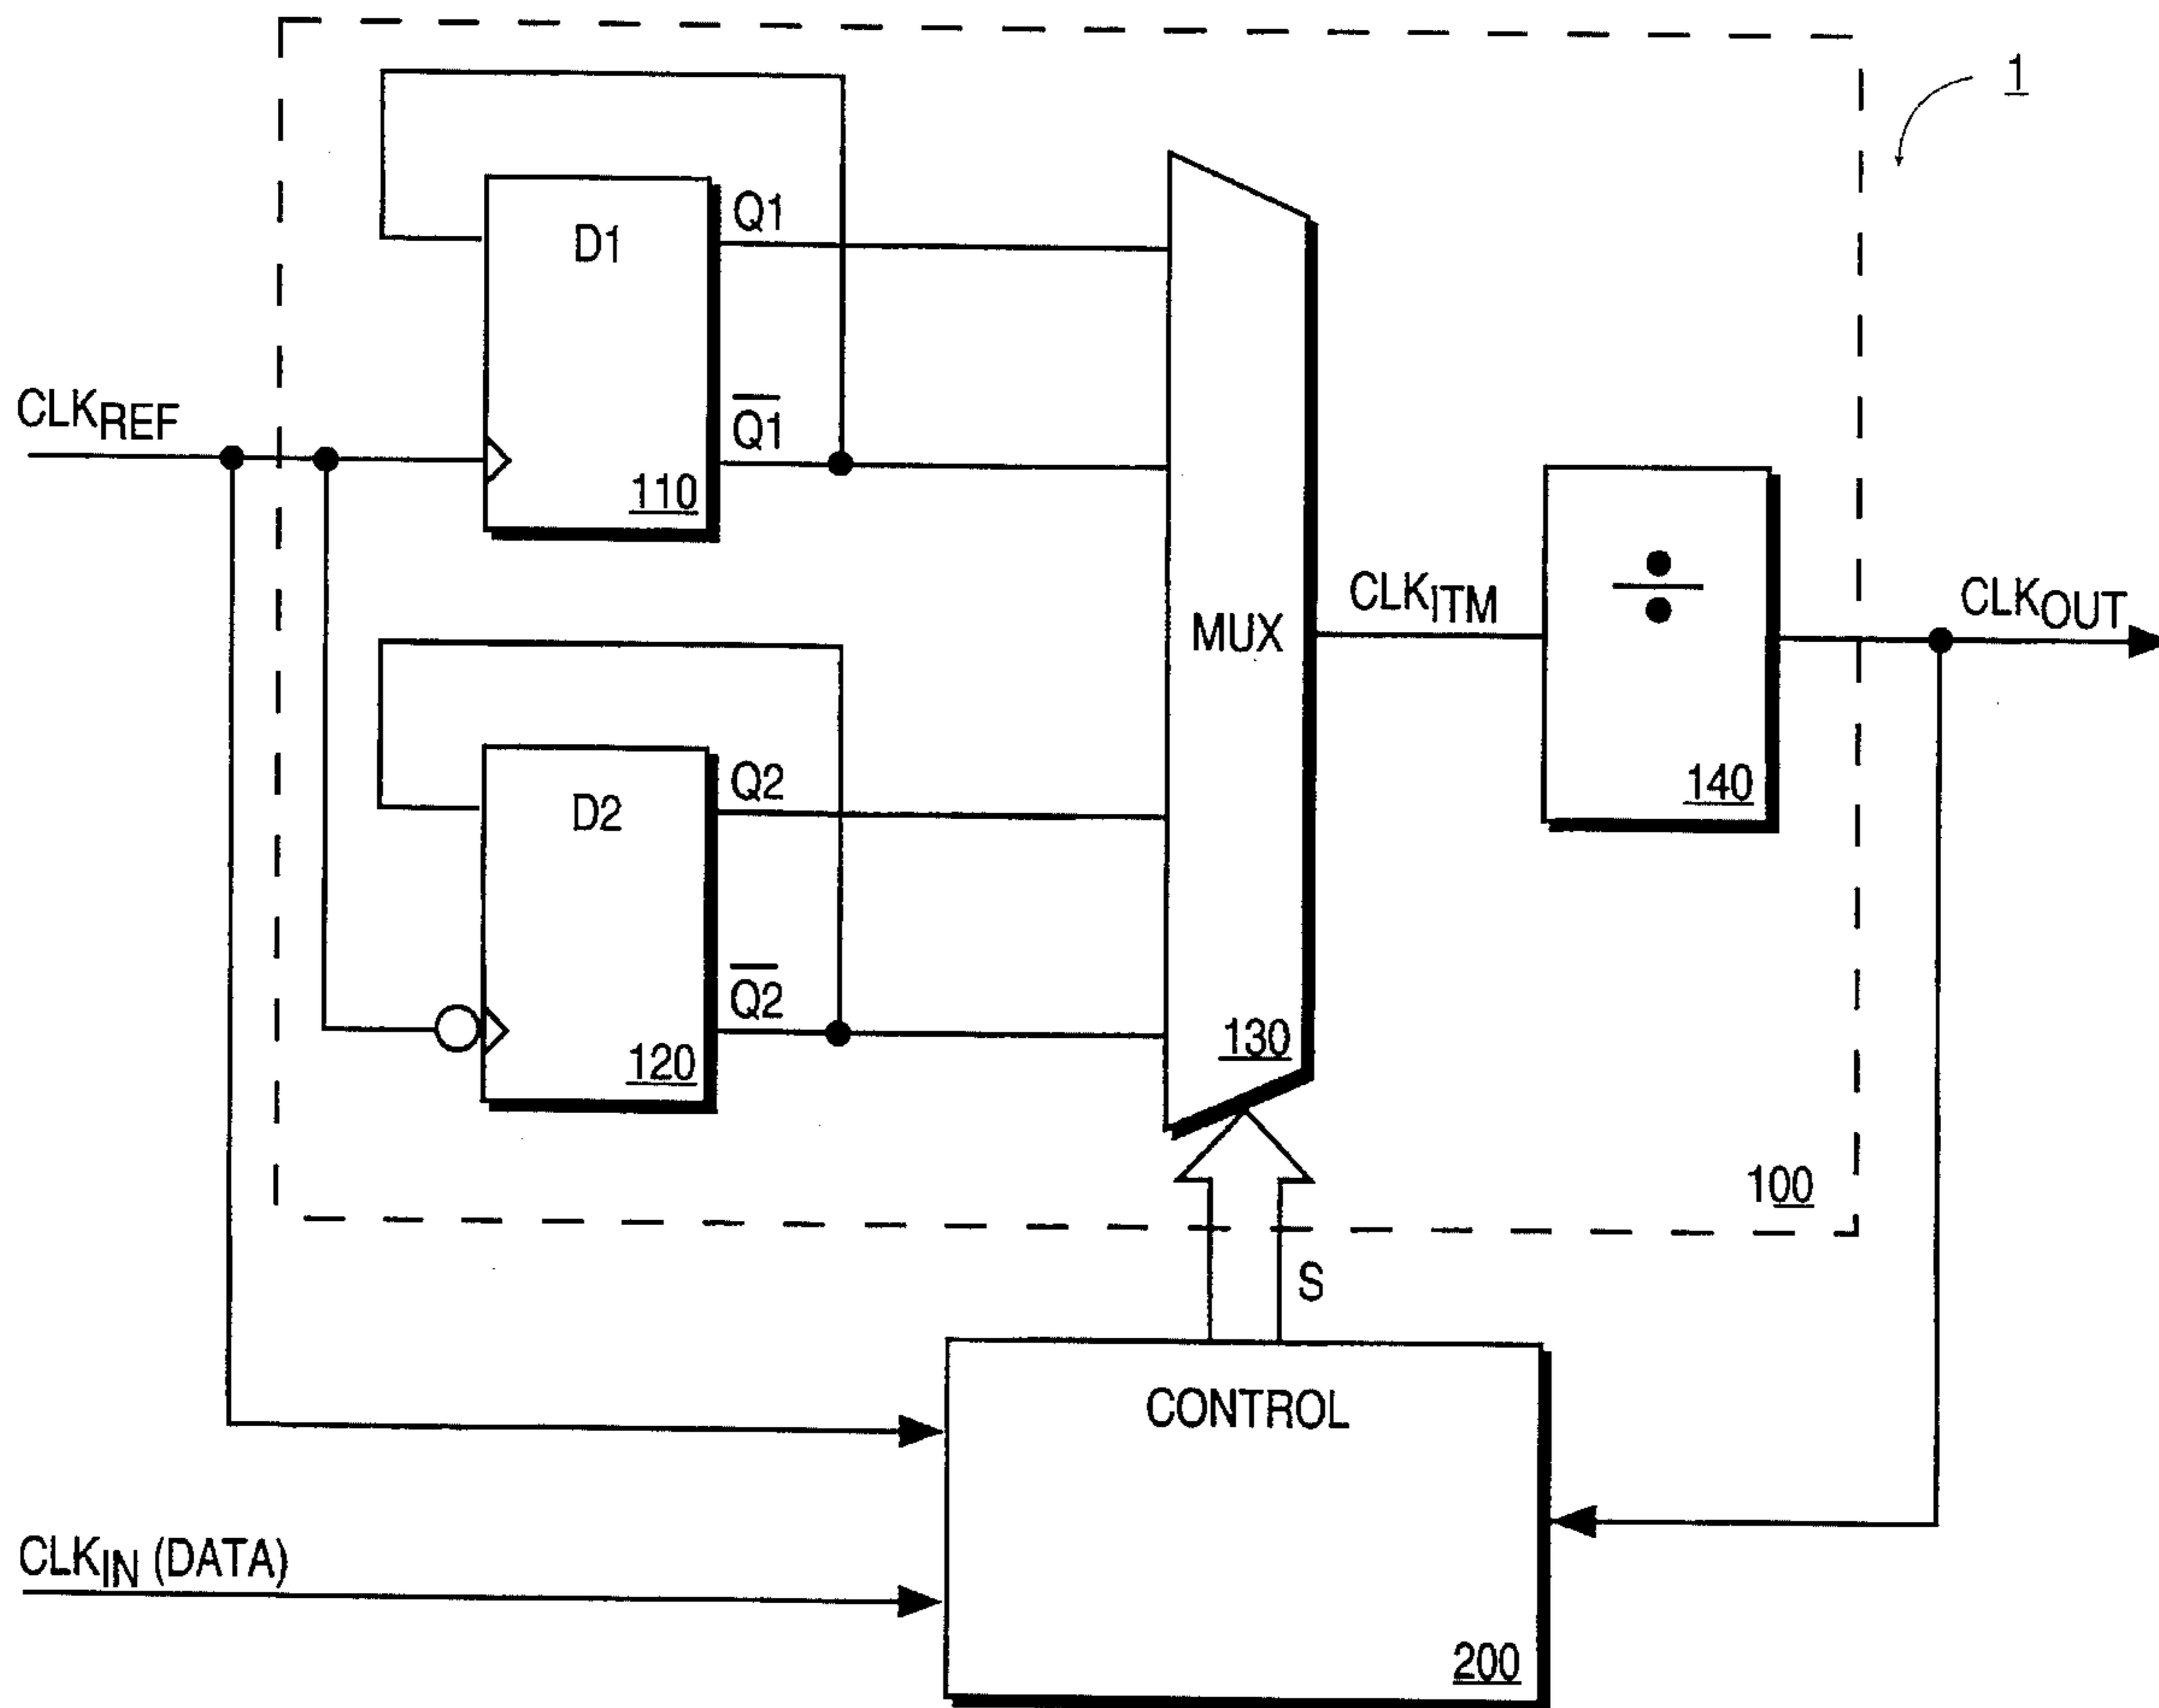 1
D1
Q1
Q1
110
CLKREF
D2
Q2
Q2
120
MUX
130
CLKITM
÷
140
CLKOUT
100
S
CONTROL
200
CLKIN (DATA)